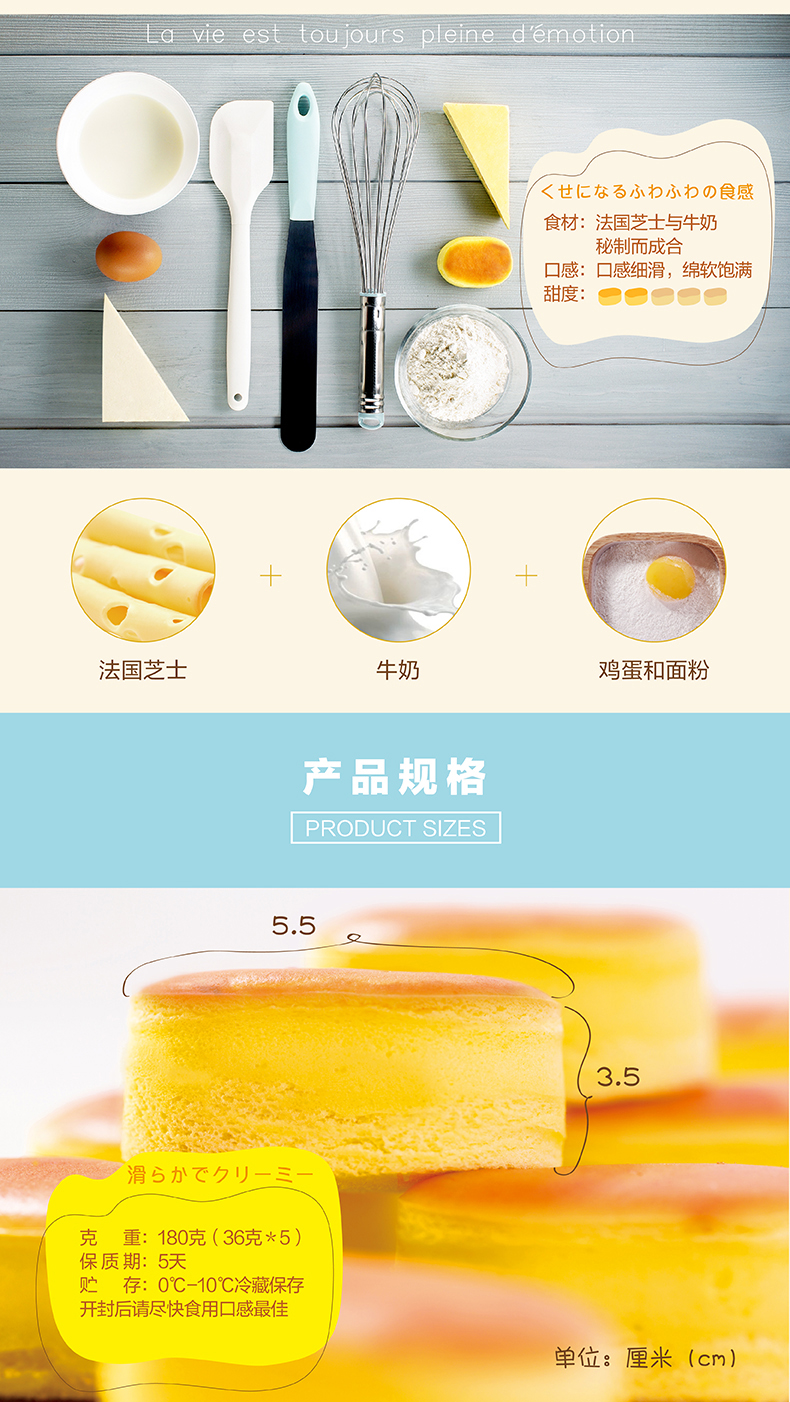 La vie est toujours pleine d'émotion
くせになるふわふわの食感
食材：法国芝士与牛奶
秘制而成合
口感：口感细滑，绵软饱满
甜度：
+
+
法国芝士
牛奶
鸡蛋和面粉
产品规格
PRODUCT SIZES
5.5
3.5
滑らかでクリーミー
克 重：180克（36克*5）
保质期：5天
贮 存：0℃-10℃冷藏保存
开封后请尽快食用口感最佳
单位：厘米（cm）